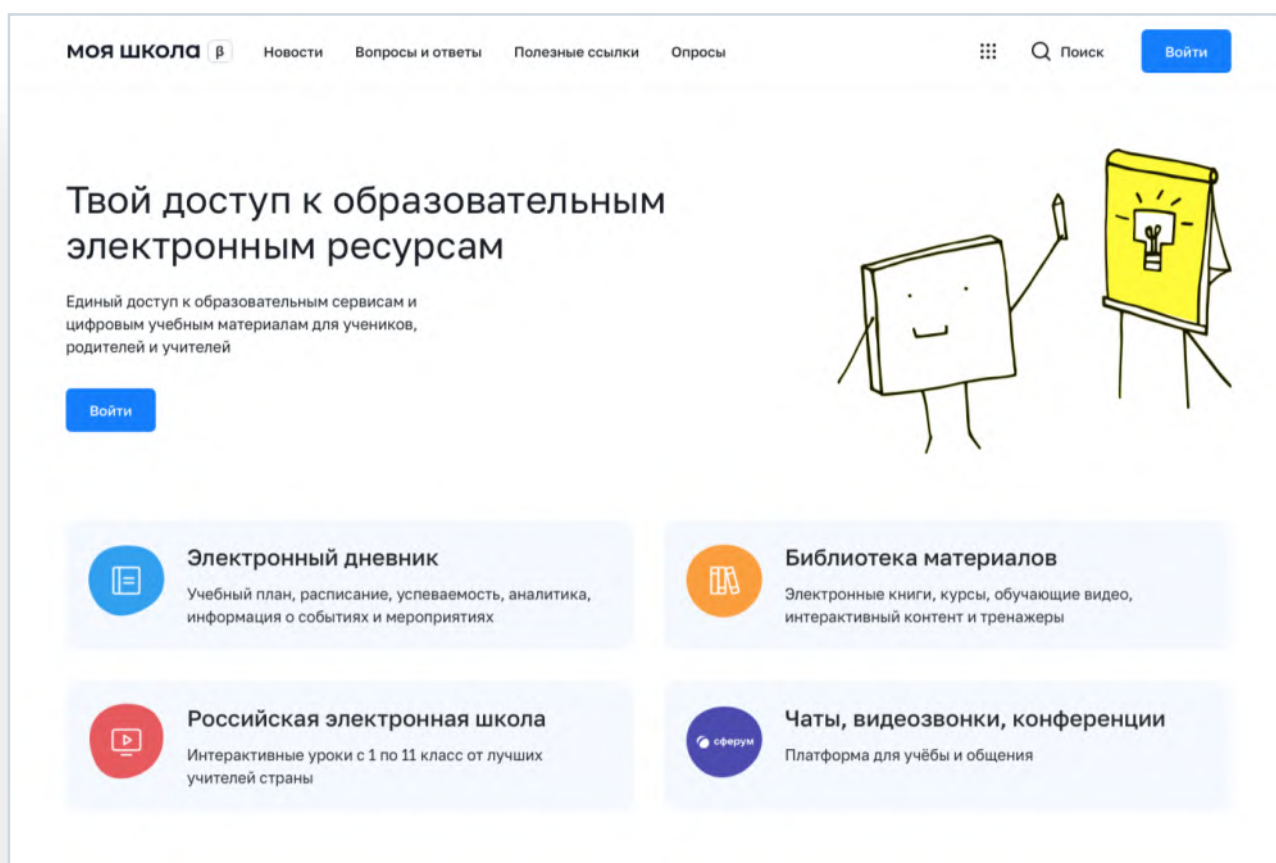 моя школа β Новости Вопросы и ответы Полезные ссылки Опросы Поиск Войти
Твой доступ к образовательным
электронным ресурсам
Единый доступ к образовательным сервисам и
цифровым учебным материалам для учеников,
родителей и учителей
Войти
Электронный дневник
Учебный план, расписание, успеваемость, аналитика,
информация о событиях и мероприятиях
Библиотека материалов
Электронные книги, курсы, обучающие видео,
интерактивный контент и тренажеры
Российская электронная школа
Интерактивные уроки с 1 по 11 класс от лучших
учителей страны
сферум
Чаты, видеозвонки, конференции
Платформа для учёбы и общения